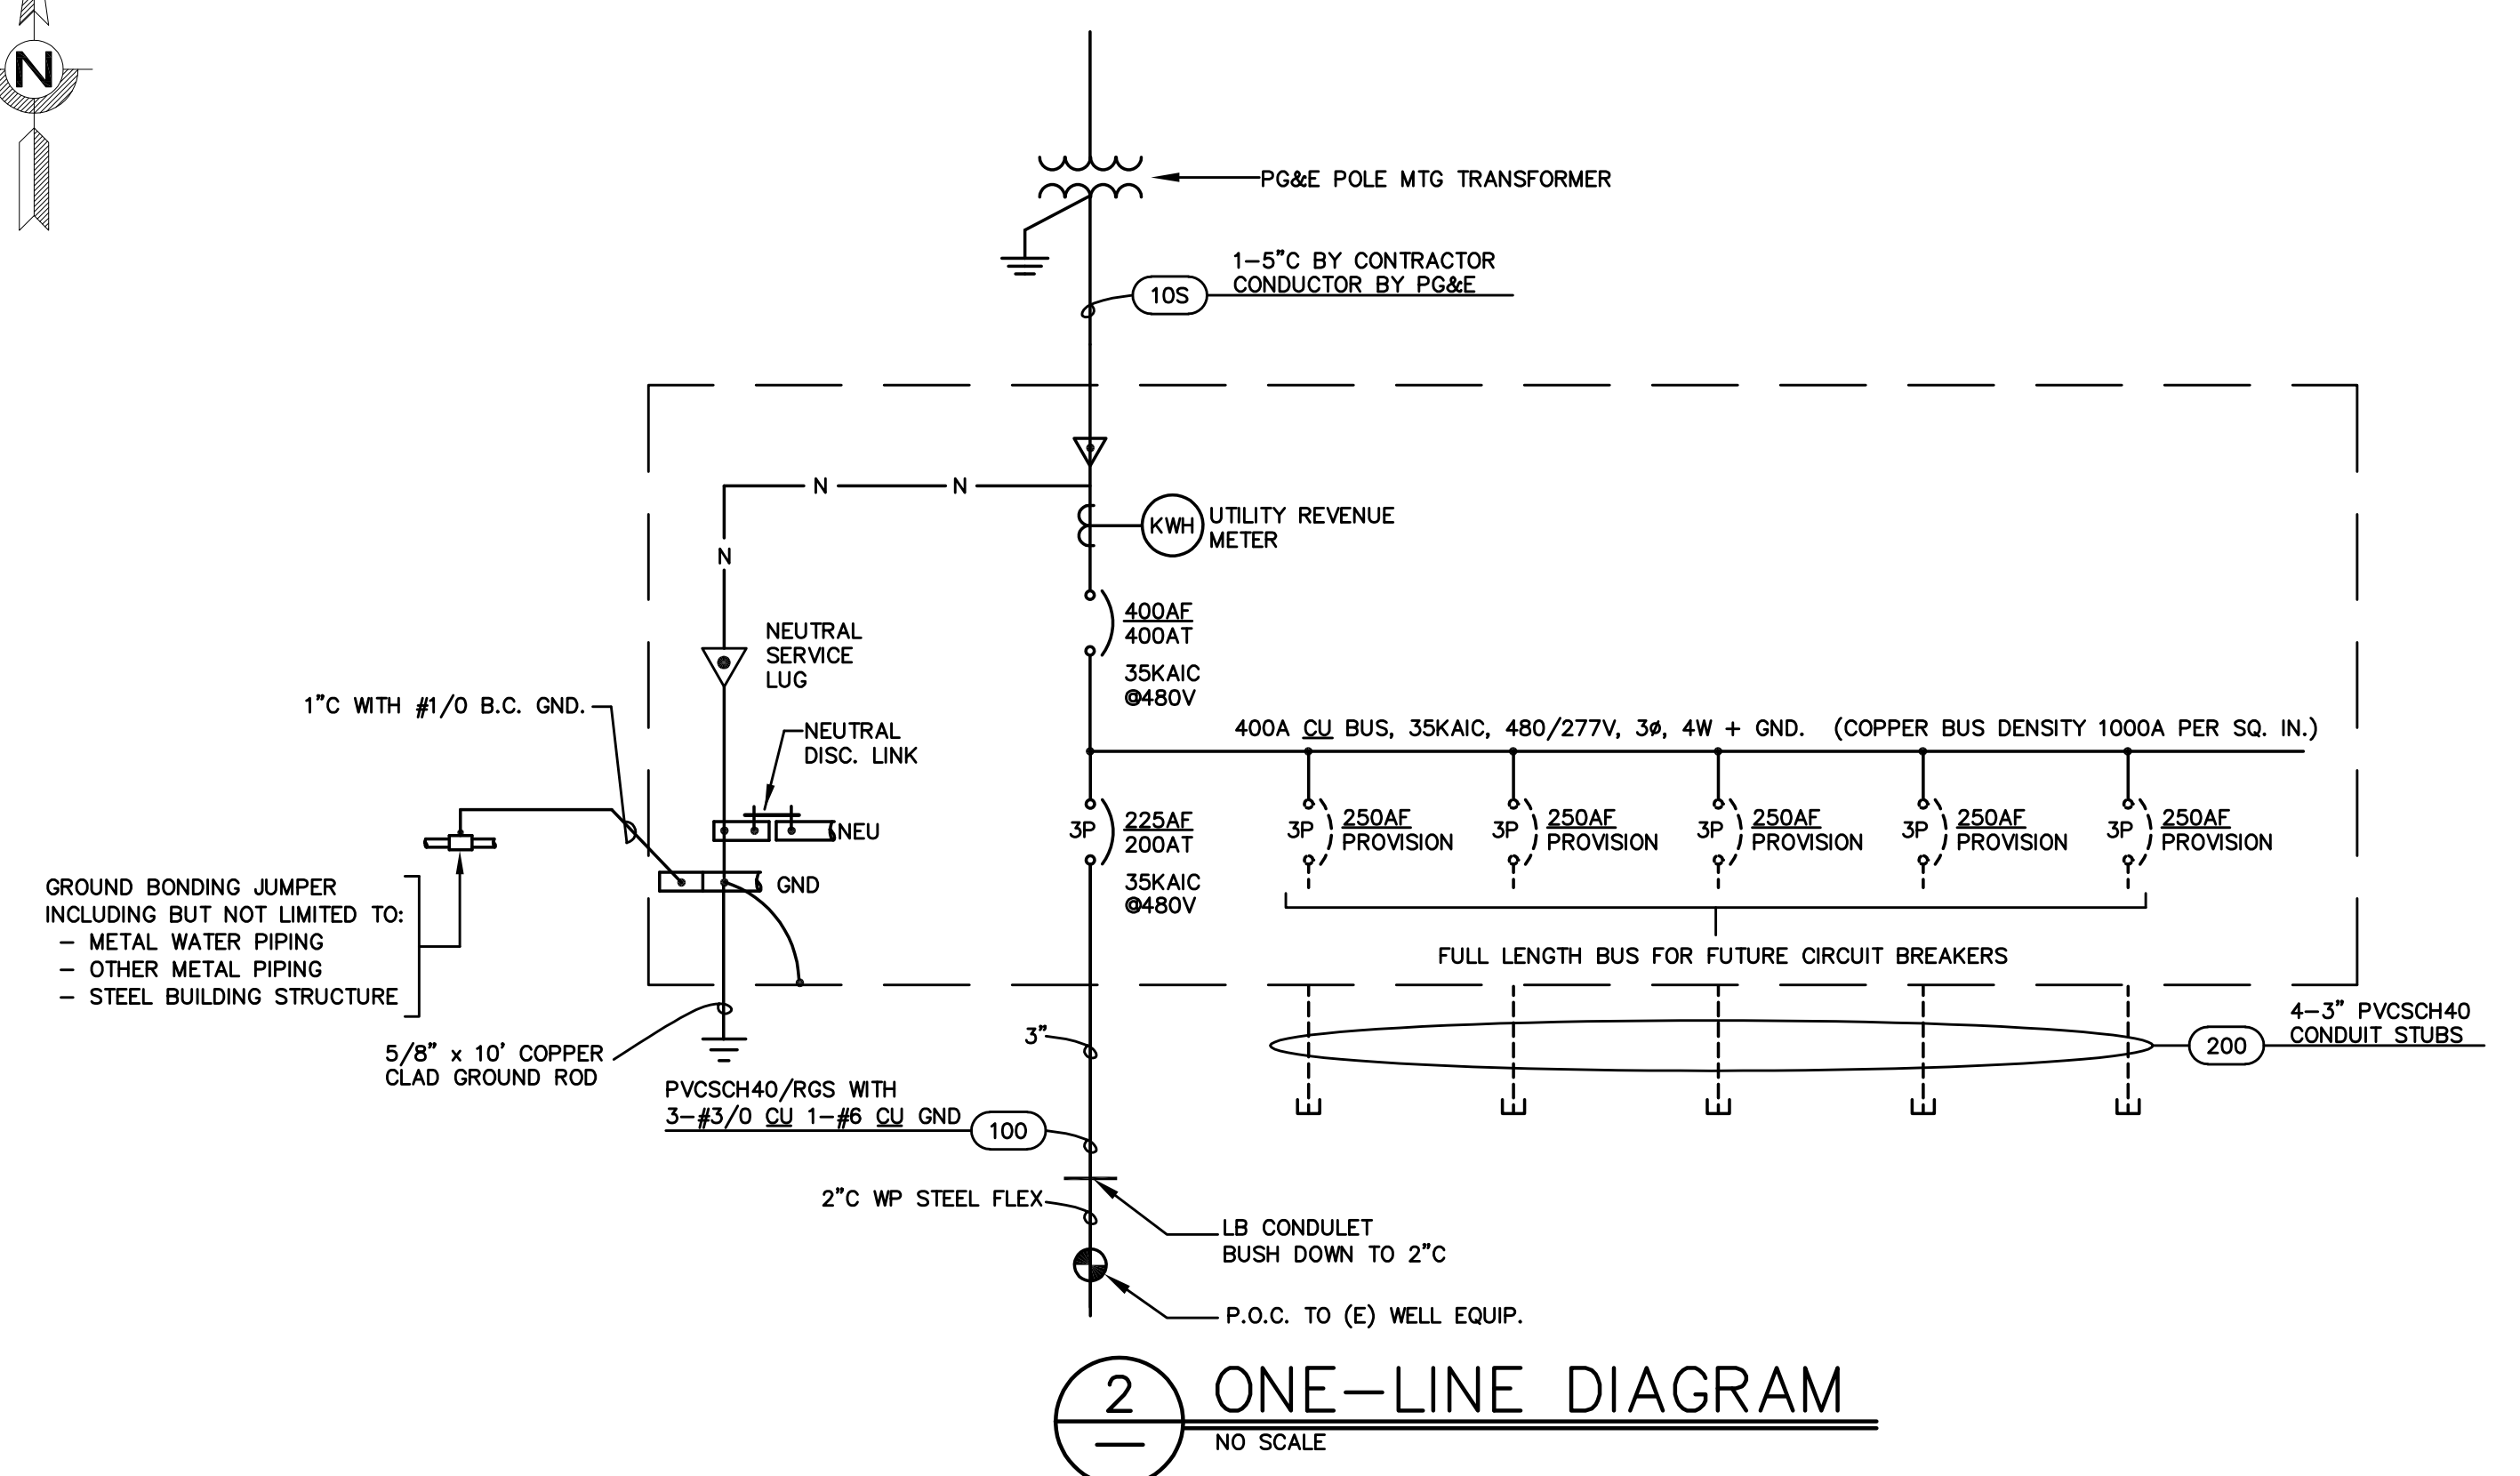 N
PG&E POLE MTG TRANSFORMER
1-5"C BY CONTRACTOR
CONDUCTOR BY PG&E
10S
N
N
N
KWH
UTILITY REVENUE
METER
400AF
400AT
35KAIC
@480V
NEUTRAL
SERVICE
LUG
1"C WITH #1/0 B.C. GND.
NEUTRAL
DISC. LINK
400A CU BUS, 35KAIC, 480/277V, 3ø, 4W + GND. (COPPER BUS DENSITY 1000A PER SQ. IN.)
NEU
GND
3P
225AF
200AT
35KAIC
@480V
3P
250AF
PROVISION
3P
250AF
PROVISION
3P
250AF
PROVISION
3P
250AF
PROVISION
3P
250AF
PROVISION
GROUND BONDING JUMPER
INCLUDING BUT NOT LIMITED TO:
- METAL WATER PIPING
- OTHER METAL PIPING
- STEEL BUILDING STRUCTURE
FULL LENGTH BUS FOR FUTURE CIRCUIT BREAKERS
5/8" x 10' COPPER
CLAD GROUND ROD
3"
4-3" PVCSCH40
CONDUIT STUBS
200
PVCSCH40/RGS WITH
3-#3/0 CU 1-#6 CU GND
100
2"C WP STEEL FLEX
LB CONDULET
BUSH DOWN TO 2"C
P.O.C. TO (E) WELL EQUIP.
2
ONE-LINE DIAGRAM
NO SCALE